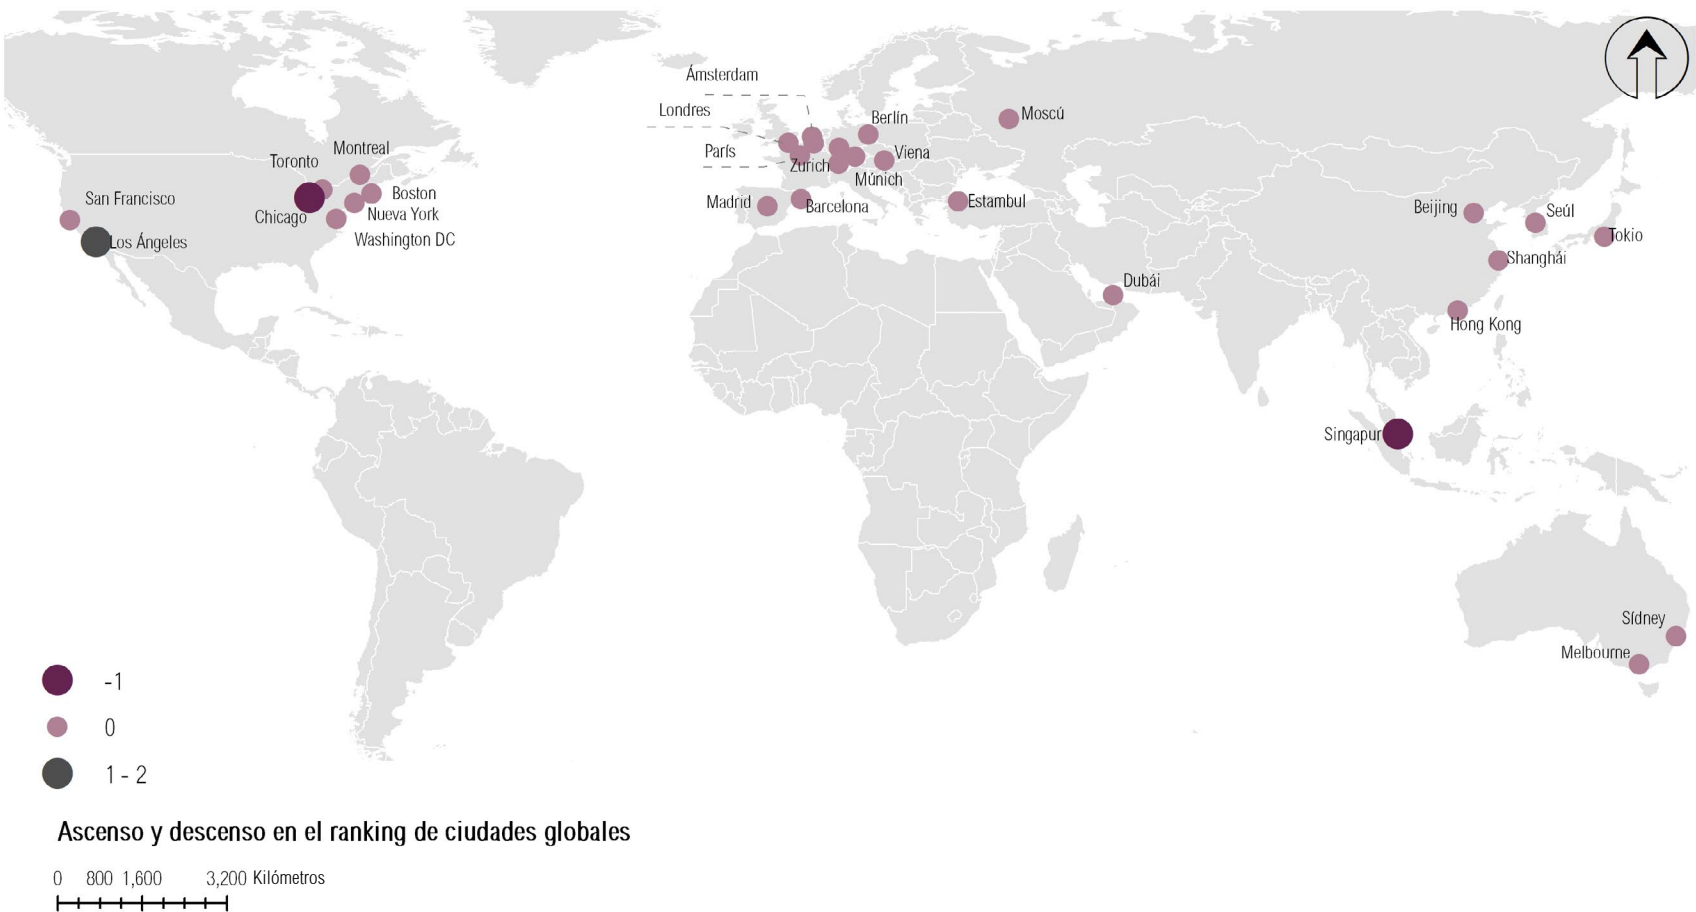 Ámsterdam
Londres
París
Berlín
Zurich
Viena
Múnich
Moscú
Madrid
Barcelona
Estambul
Montreal
Toronto
San Francisco
Boston
Chicago
Nueva York
Washington DC
Los Ángeles
Beijing
Seúl
Tokio
Shanghái
Dubái
Hong Kong
Singapur
Sídney
Melbourne
-1
0
1 - 2
Ascenso y descenso en el ranking de ciudades globales
0 800 1,600 3,200 Kilómetros